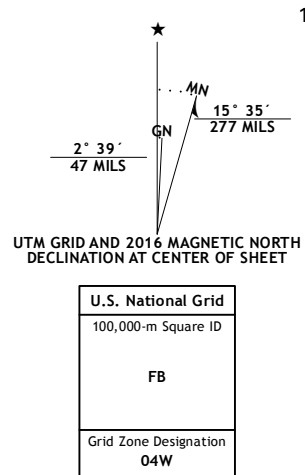 1
★
MN
GN
15° 35´
277 MILS
2° 39´
47 MILS
UTM GRID AND 2016 MAGNETIC NORTH
DECLINATION AT CENTER OF SHEET
U.S. National Grid
100,000-m Square ID
FB
Grid Zone Designation
04W